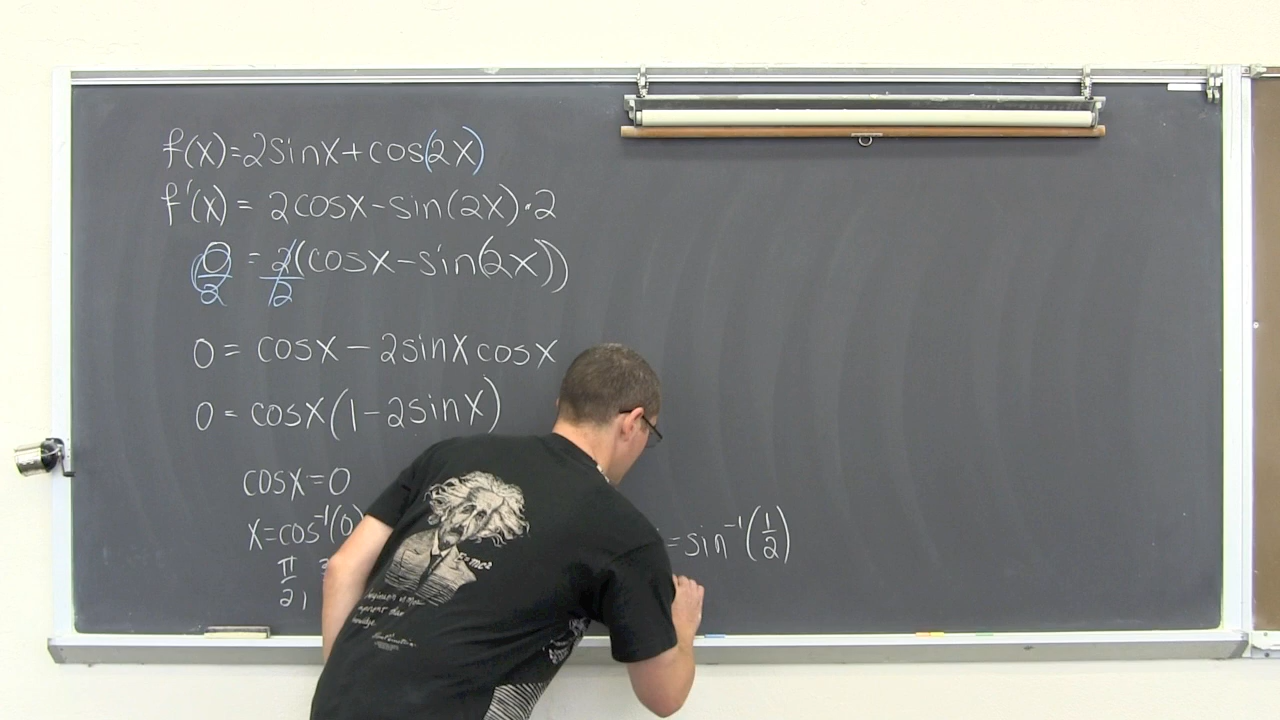 f(x)=2sinx+cos(2x)
f'(x) = 2cosx-sin(2x)·2
0/2 = 2/2(cosx-sin(2x))
0 = cosx - 2sinx cosx
0 = cosx(1-2sinx)
cosx=0
x=cos⁻¹(0)
=sin⁻¹(1/2)
π/2,
E=mc²